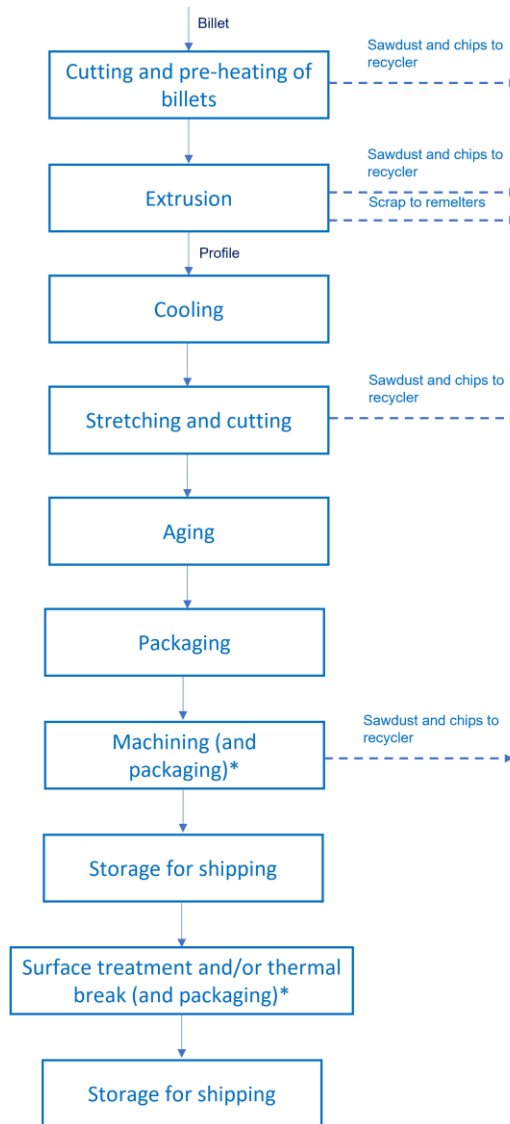 Billet
Cutting and pre-heating of
billets
Sawdust and chips to
recycler
Extrusion
Sawdust and chips to
recycler
Scrap to remelters
Profile
Cooling
Stretching and cutting
Sawdust and chips to
recycler
Aging
Packaging
Machining (and
packaging)*
Sawdust and chips to
recycler
Storage for shipping
Surface treatment and/or thermal
break (and packaging)*
Storage for shipping